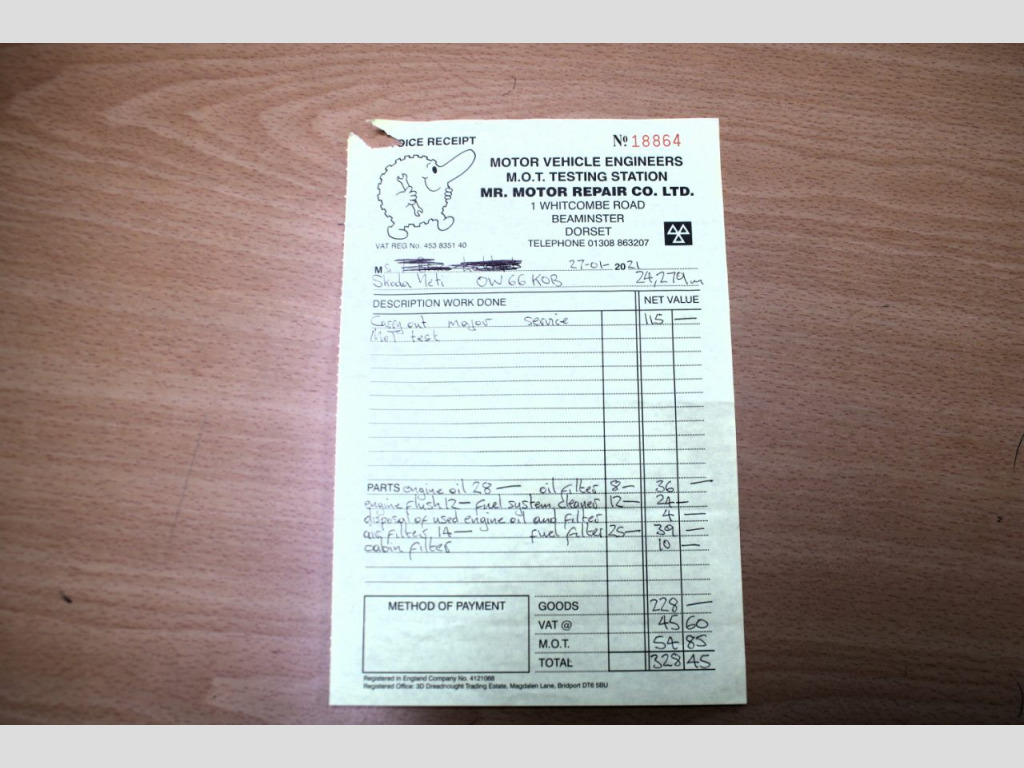 OICE RECEIPT
№ 18864
MOTOR VEHICLE ENGINEERS
M.O.T. TESTING STATION
MR. MOTOR REPAIR CO. LTD.
1 WHITCOMBE ROAD
BEAMINSTER
DORSET
TELEPHONE 01308 863207
VAT REG No. 453 8351 40
M 27-01- 2021
Skoda Yeti OW66 KOB 24,279m
DESCRIPTION WORK DONE NET VALUE
Carry out major service 115 —
MoT test
PARTS engine oil 28 — oil filter 8 — 36 —
engine flush 12 — fuel system cleaner 12 — 24 —
disposal of used engine oil and filter 4 —
air filter 14 — fuel filter 25 — 39 —
cabin filter 10 —
METHOD OF PAYMENT
GOODS 228 —
VAT @ 45 60
M.O.T. 54 85
TOTAL 328 45
Registered in England Company No. 4121068
Registered Office: 3D Dreadnought Trading Estate, Magdalen Lane, Bridport DT6 5BU